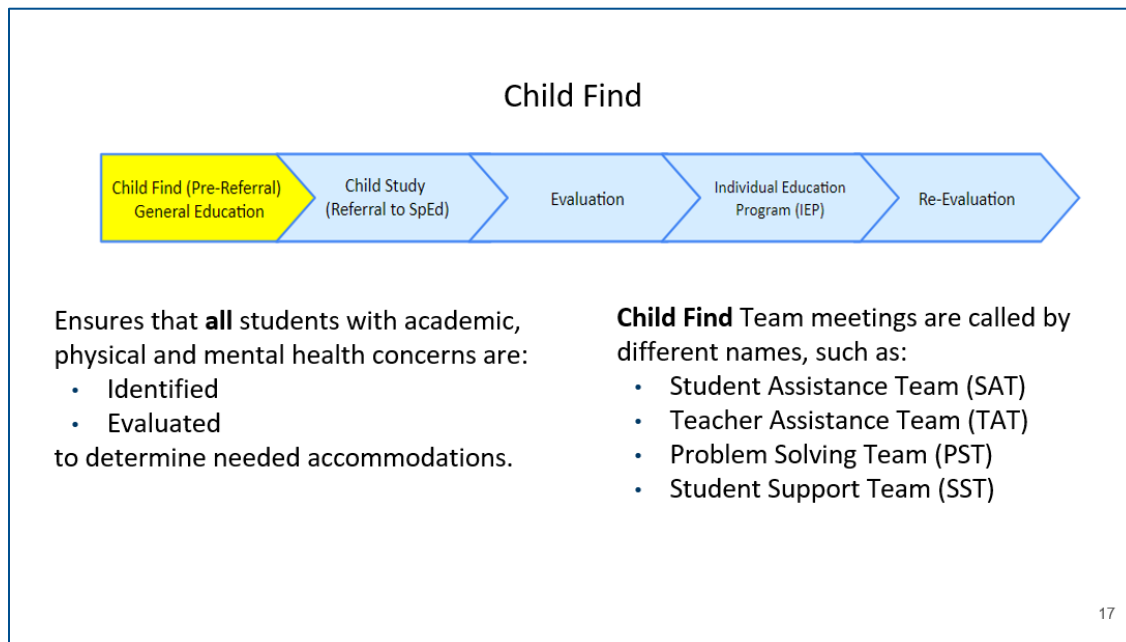 Child Find
Child Find (Pre-Referral)
General Education
Child Study
(Referral to SpEd)
Evaluation
Individual Education
Program (IEP)
Re-Evaluation
Ensures that all students with academic,
physical and mental health concerns are:
• Identified
• Evaluated
to determine needed accommodations.
Child Find Team meetings are called by
different names, such as:
• Student Assistance Team (SAT)
• Teacher Assistance Team (TAT)
• Problem Solving Team (PST)
• Student Support Team (SST)
17